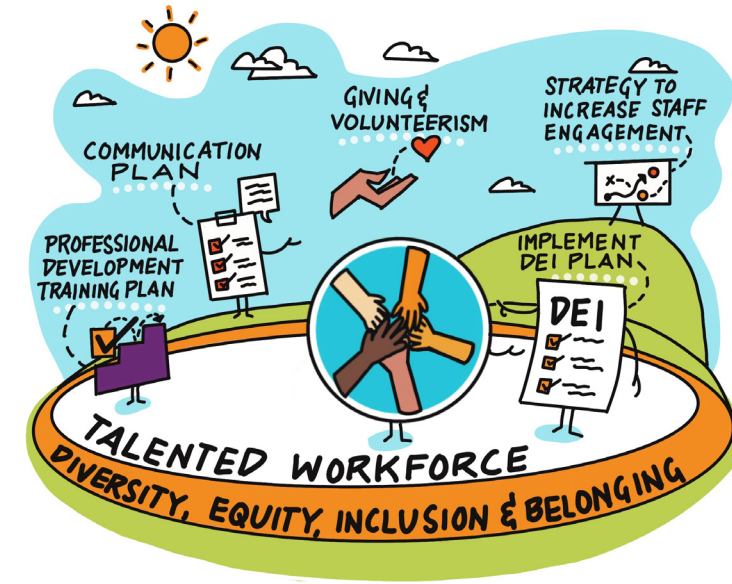 GIVING &
VOLUNTEERISM
STRATEGY TO
INCREASE STAFF
ENGAGEMENT
COMMUNICATION
PLAN
PROFESSIONAL
DEVELOPMENT
TRAINING PLAN
IMPLEMENT
DEI PLAN
DEI
TALENTED WORKFORCE
DIVERSITY, EQUITY, INCLUSION & BELONGING